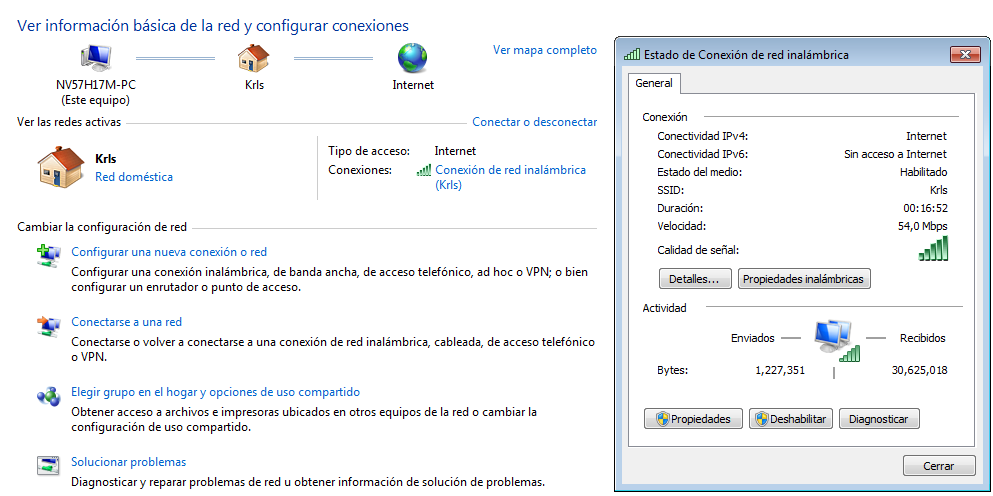 Ver información básica de la red y configurar conexiones
Ver mapa completo
NV57H17M-PC
(Este equipo)
Krls
Internet
Ver las redes activas
Conectar o desconectar
Krls
Red doméstica
Tipo de acceso: Internet
Conexiones: Conexión de red inalámbrica
(Krls)
Cambiar la configuración de red
Configurar una nueva conexión o red
Configurar una conexión inalámbrica, de banda ancha, de acceso telefónico, ad hoc o VPN; o bien
configurar un enrutador o punto de acceso.
Conectarse a una red
Conectarse o volver a conectarse a una conexión de red inalámbrica, cableada, de acceso telefónico
o VPN.
Elegir grupo en el hogar y opciones de uso compartido
Obtener acceso a archivos e impresoras ubicados en otros equipos de la red o cambiar la
configuración de uso compartido.
Solucionar problemas
Diagnosticar y reparar problemas de red u obtener información de solución de problemas.
Estado de Conexión de red inalámbrica
General
Conexión
Conectividad IPv4: Internet
Conectividad IPv6: Sin acceso a Internet
Estado del medio: Habilitado
SSID: Krls
Duración: 00:16:52
Velocidad: 54,0 Mbps
Calidad de señal:
Detalles... Propiedades inalámbricas
Actividad
Enviados Recibidos
Bytes: 1,227,351 30,625,018
Propiedades Deshabilitar Diagnosticar
Cerrar